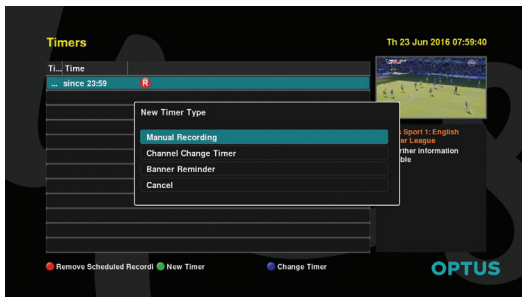 Timers
Th 23 Jun 2016 07:59:40
Ti... Time
... since 23:59 R
New Timer Type
Manual Recording
Channel Change Timer
Banner Reminder
Cancel
Sport 1: English
er League
rther information
ble
Remove Scheduled Recordi
New Timer
Change Timer
OPTUS